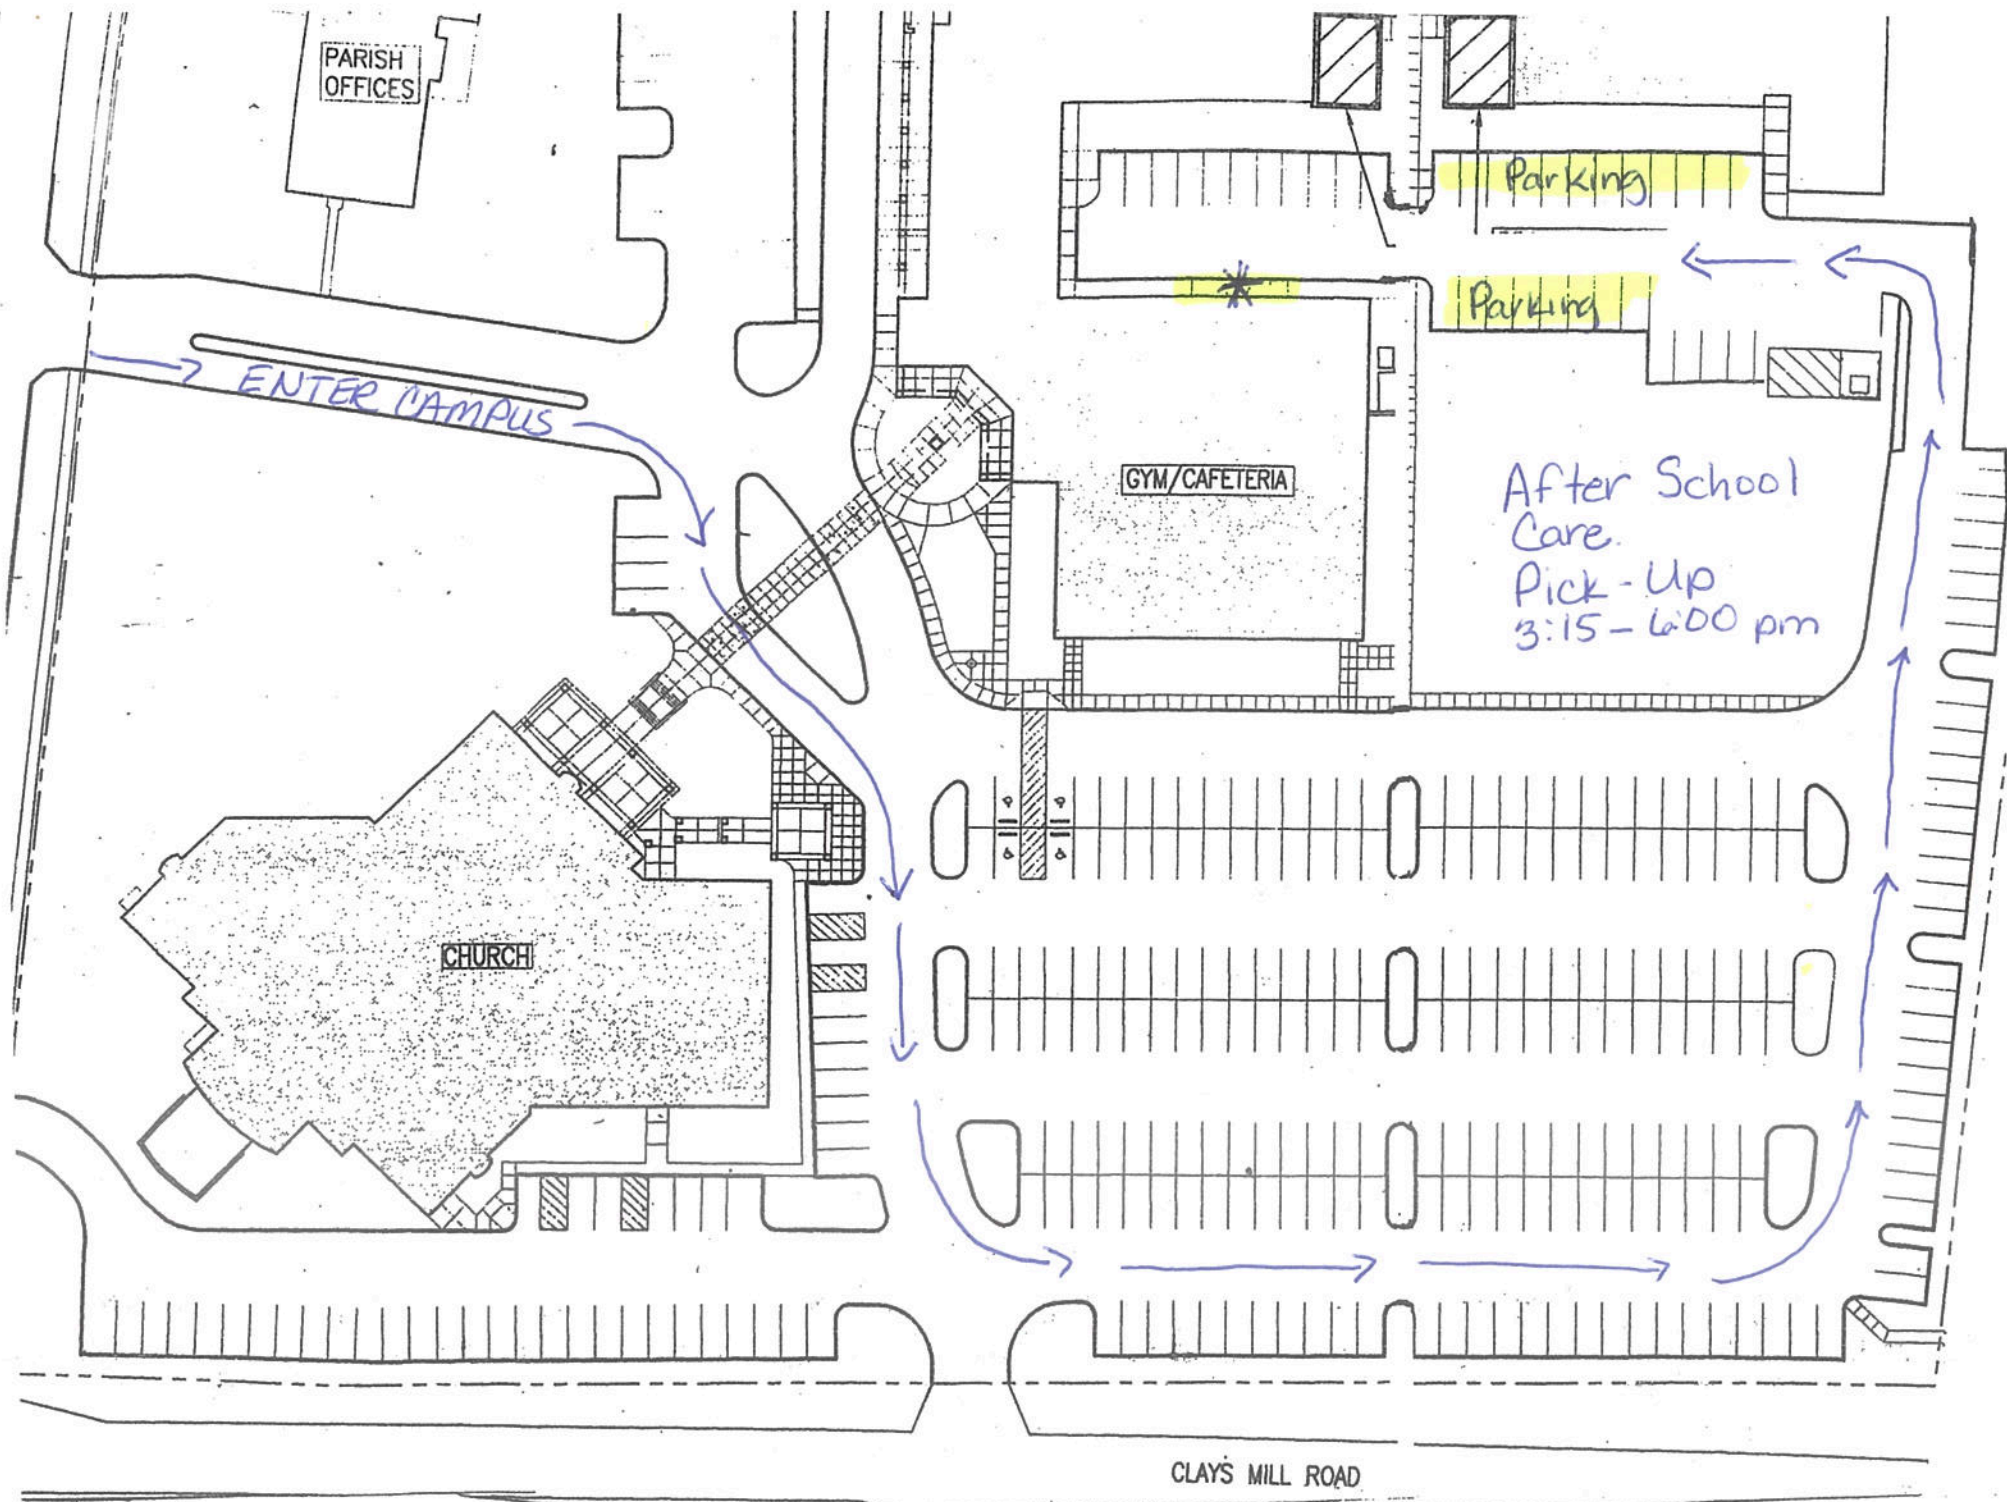 PARISH
OFFICES
Parking
Parking
ENTER CAMPUS
GYM/CAFETERIA
After School
Care.
Pick-Up
3:15-6:00 pm
CHURCH
CLAYS MILL ROAD